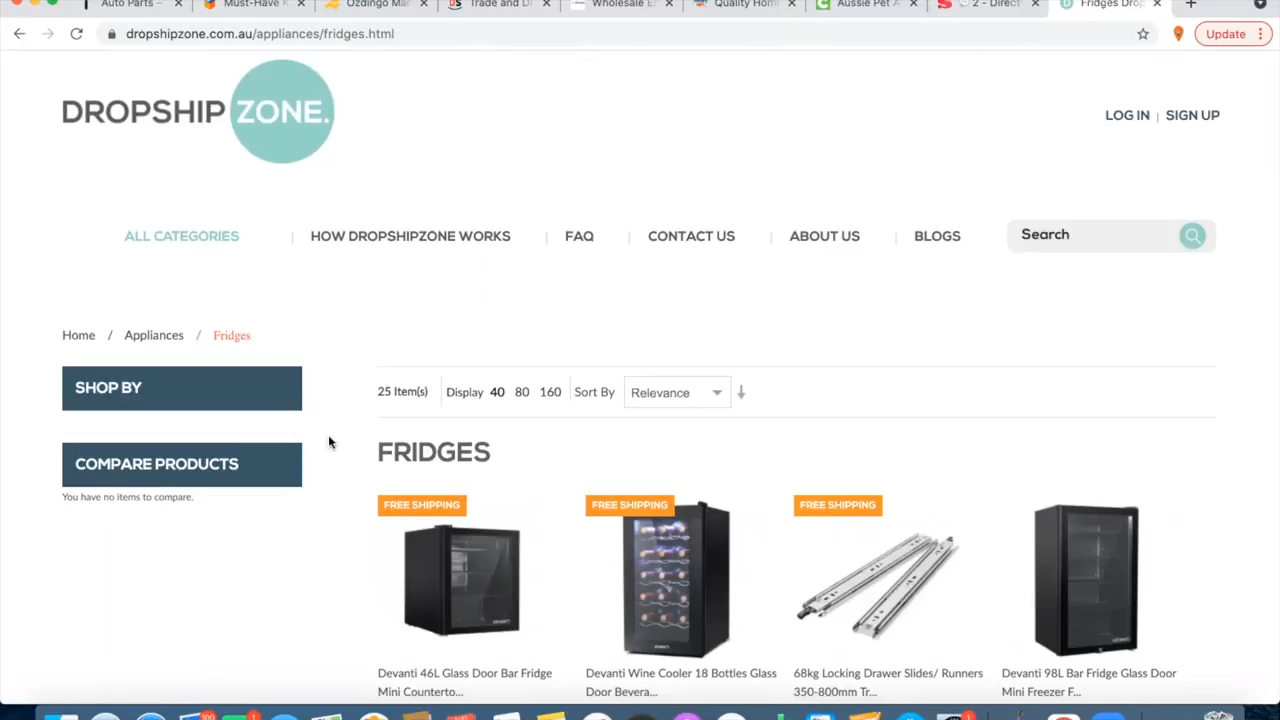 Auto Parts –
Must-Have K
Ozdingo Mar
Trade and Di
Wholesale E
Quality Hom
Aussie Pet A
2 - Direct
Fridges Drop
dropshipzone.com.au/appliances/fridges.html
Update
DROPSHIP ZONE.
LOG IN | SIGN UP
ALL CATEGORIES | HOW DROPSHIPZONE WORKS | FAQ | CONTACT US | ABOUT US | BLOGS
Search
Home / Appliances / Fridges
SHOP BY
25 Item(s) Display 40 80 160 Sort By Relevance
COMPARE PRODUCTS
You have no items to compare.
FRIDGES
FREE SHIPPING
FREE SHIPPING
FREE SHIPPING
Devanti 46L Glass Door Bar Fridge
Mini Counterto...
Devanti Wine Cooler 18 Bottles Glass
Door Bevera...
68kg Locking Drawer Slides/ Runners
350-800mm Tr...
Devanti 98L Bar Fridge Glass Door
Mini Freezer F...